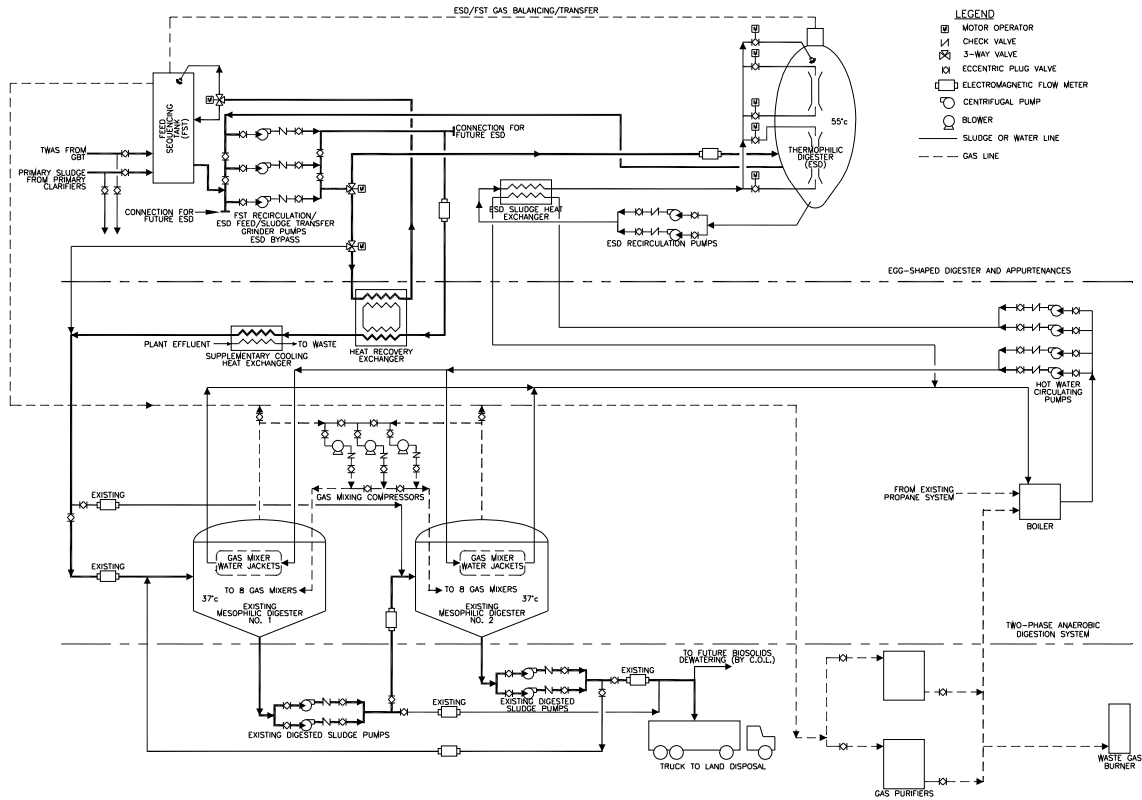 ESD/FST GAS BALANCING/TRANSFER
LEGEND
M MOTOR OPERATOR
CHECK VALVE
3-WAY VALVE
ECCENTRIC PLUG VALVE
ELECTROMAGNETIC FLOW METER
CENTRIFUGAL PUMP
BLOWER
SLUDGE OR WATER LINE
GAS LINE
M
M
M
M
M
M
FEED
SEQUENCING
TANK
(FST)
TWAS FROM
GBT
PRIMARY SLUDGE
FROM PRIMARY
CLARIFIERS
CONNECTION FOR
FUTURE ESD
CONNECTION FOR
FUTURE ESD
55°c
THERMOPHILIC
DIGESTER
(ESD)
M
M
FST RECIRCULATION/
ESD FEED/SLUDGE TRANSFER
GRINDER PUMPS
ESD BYPASS
ESD SLUDGE HEAT
EXCHANGER
ESD RECIRCULATION PUMPS
EGG-SHAPED DIGESTER AND APPURTENANCES
PLANT EFFLUENT
TO WASTE
SUPPLEMENTARY COOLING
HEAT EXCHANGER
HEAT RECOVERY
EXCHANGER
HOT WATER
CIRCULATING
PUMPS
GAS MIXING COMPRESSORS
FROM EXISTING
PROPANE SYSTEM
BOILER
EXISTING
EXISTING
GAS MIXER
WATER JACKETS
TO 8 GAS MIXERS
37°c
EXISTING
MESOPHILIC DIGESTER
NO. 1
GAS MIXER
WATER JACKETS
TO 8 GAS MIXERS
37°c
EXISTING
MESOPHILIC DIGESTER
NO. 2
TWO-PHASE ANAEROBIC
DIGESTION SYSTEM
TO FUTURE BIOSOLIDS
DEWATERING (BY C.O.L.)
EXISTING
EXISTING DIGESTED
SLUDGE PUMPS
EXISTING
EXISTING DIGESTED SLUDGE PUMPS
TRUCK TO LAND DISPOSAL
GAS PURIFIERS
WASTE GAS
BURNER